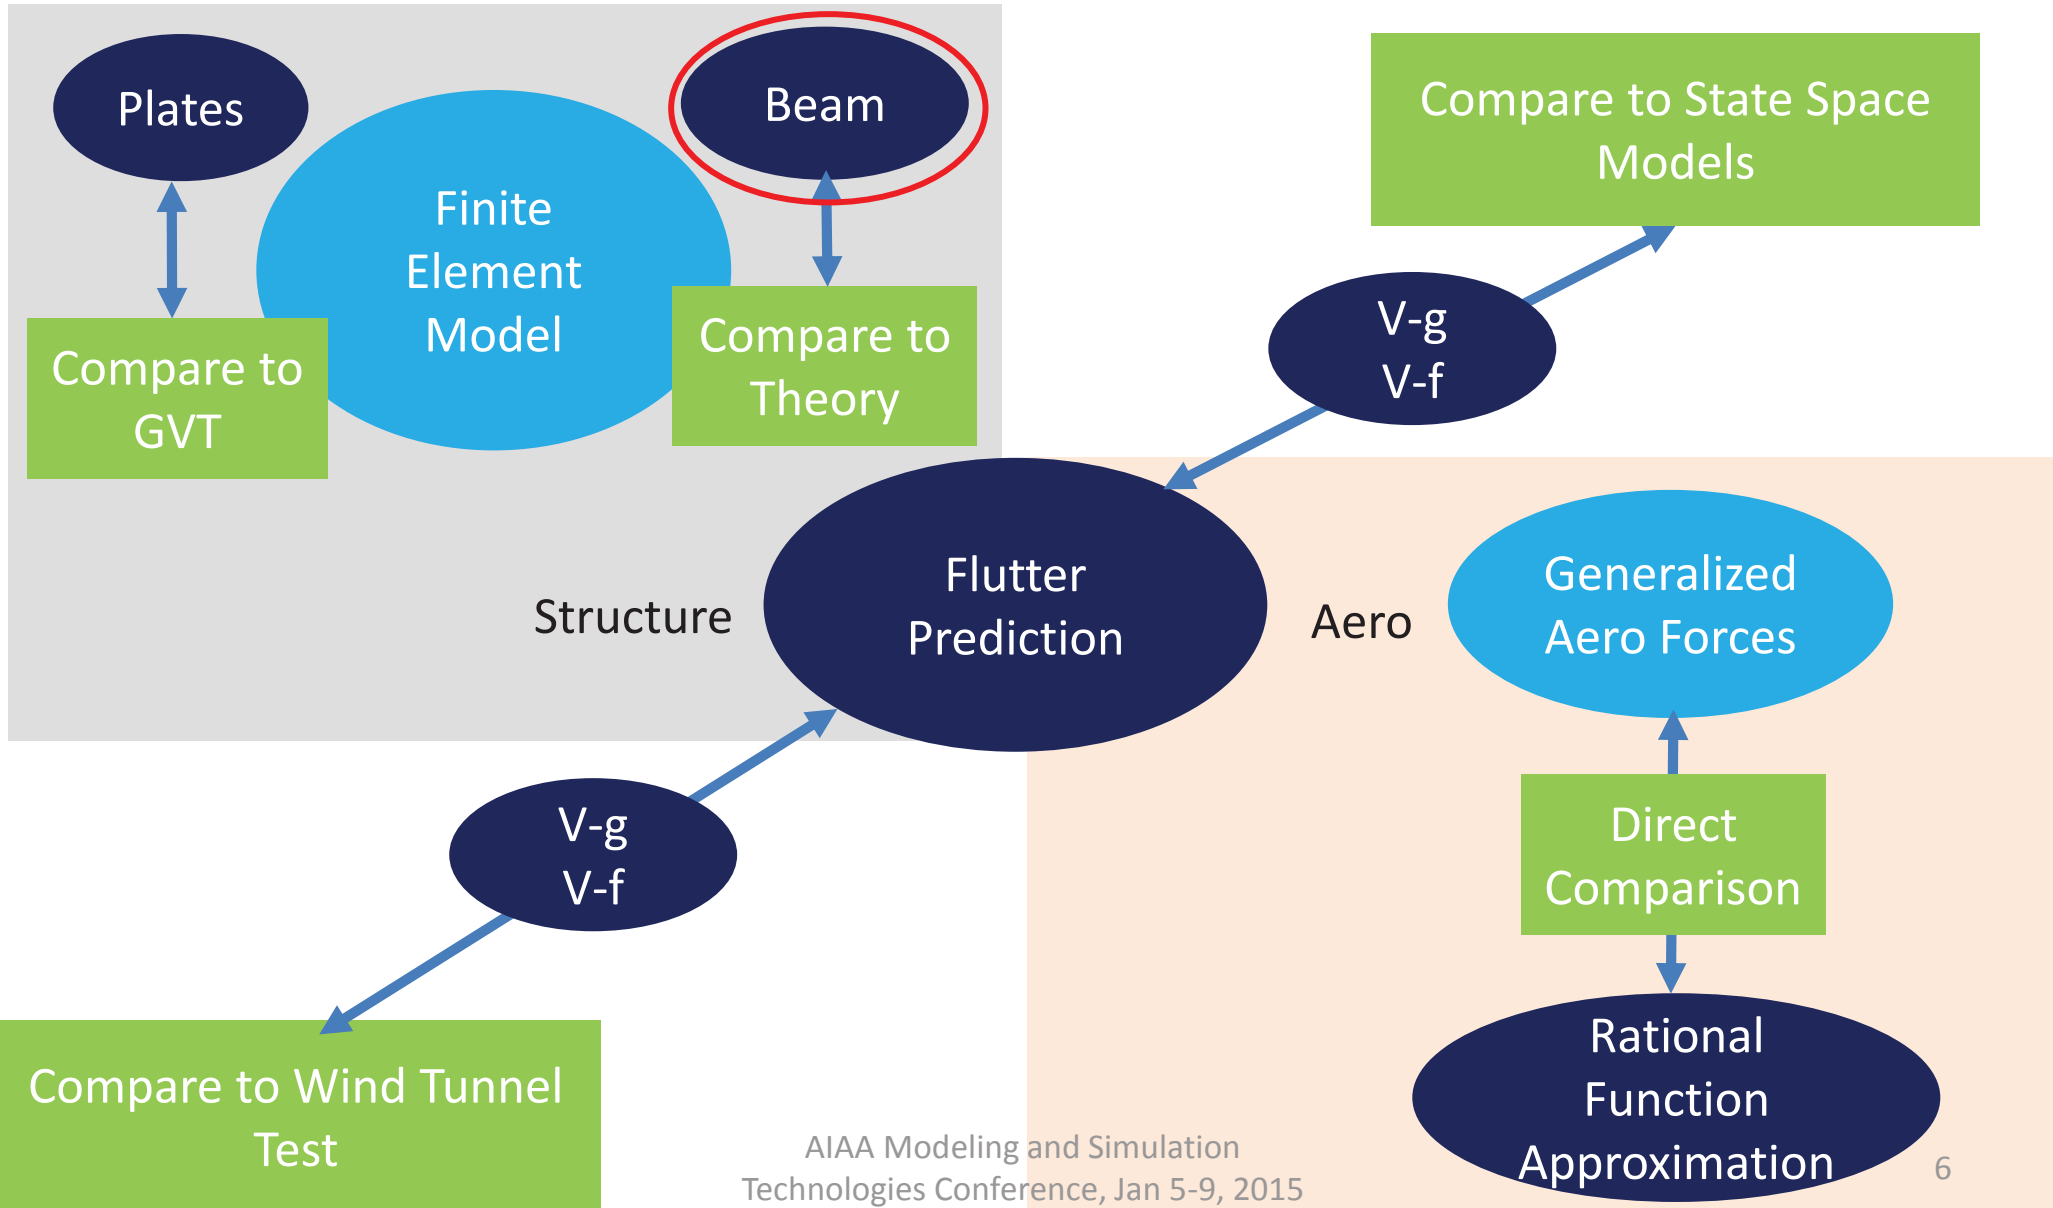 Plates
Beam
Finite
Element
Model
Compare to
GVT
Compare to
Theory
Compare to State Space
Models
V-g
V-f
Structure
Flutter
Prediction
Aero
Generalized
Aero Forces
V-g
V-f
Direct
Comparison
Compare to Wind Tunnel
Test
Rational
Function
Approximation
AIAA Modeling and Simulation
Technologies Conference, Jan 5-9, 2015
6